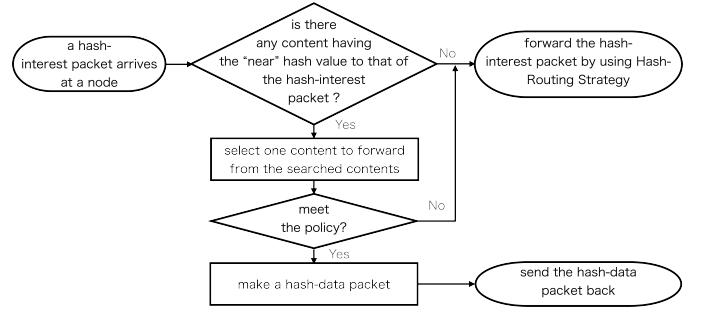 a hash-
interest packet arrives
at a node
is there
any content having
the “near” hash value to that of
the hash-interest
packet ?
No
forward the hash-
interest packet by using Hash-
Routing Strategy
Yes
select one content to forward
from the searched contents
meet
the policy?
No
Yes
make a hash-data packet
send the hash-data
packet back